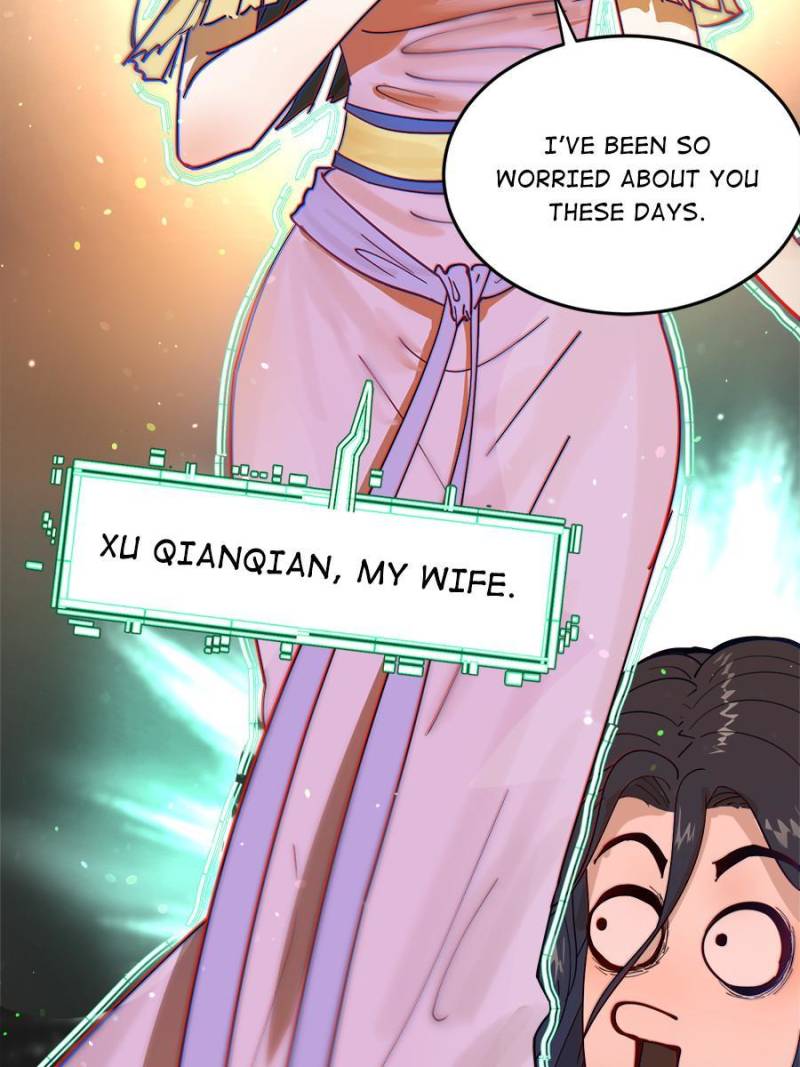 I'VE BEEN SO
WORRIED ABOUT YOU
THESE DAYS.
XU QIANQIAN, MY WIFE.